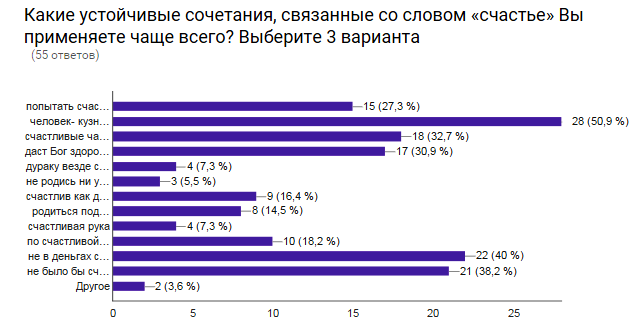 Какие устойчивые сочетания, связанные со словом «счастье» Вы
применяете чаще всего? Выберите 3 варианта
(55 ответов)
попытать счас… 15 (27,3 %)
человек- кузн… 28 (50,9 %)
счастливые ча… 18 (32,7 %)
даст Бог здоро… 17 (30,9 %)
дураку везде с… 4 (7,3 %)
не родись ни у… 3 (5,5 %)
счастлив как д… 9 (16,4 %)
родиться под… 8 (14,5 %)
счастливая рука 4 (7,3 %)
по счастливой… 10 (18,2 %)
не в деньгах с… 22 (40 %)
не было бы сч… 21 (38,2 %)
Другое 2 (3,6 %)
0 5 10 15 20 25